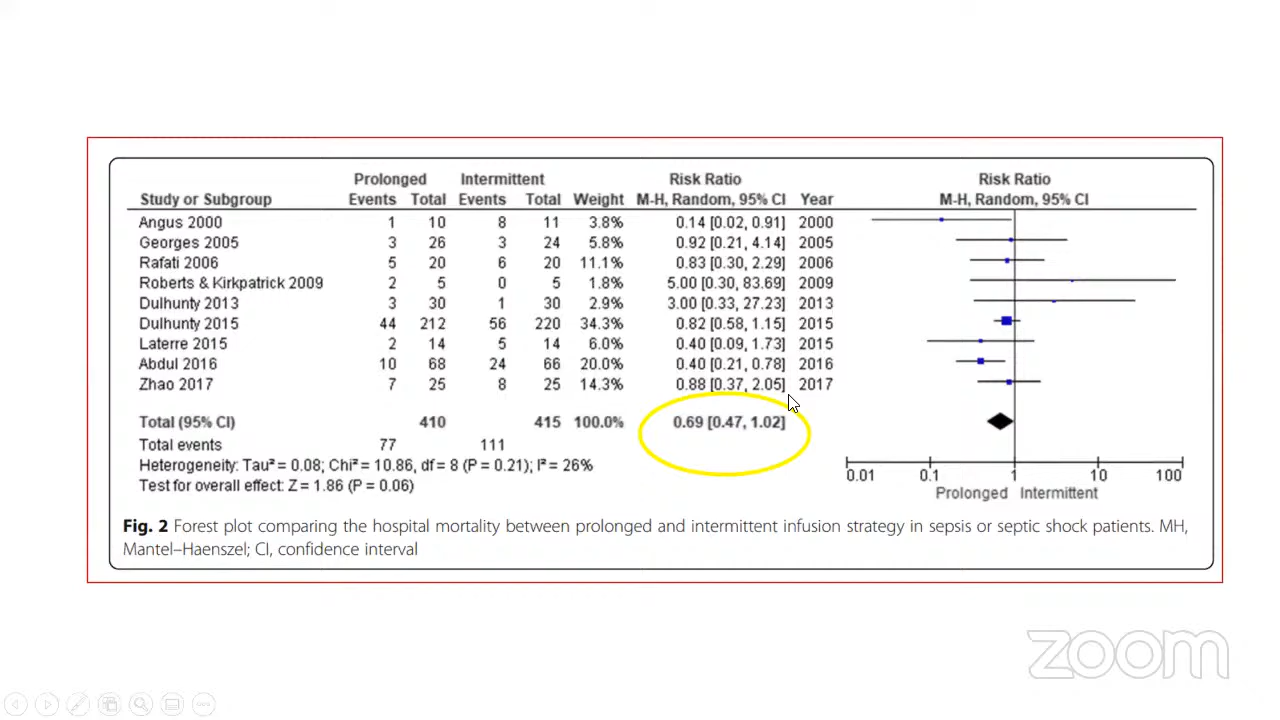 Prolonged Intermittent Risk Ratio Risk Ratio
Study or Subgroup Events Total Events Total Weight M-H, Random, 95% CI Year M-H, Random, 95% CI
Angus 2000 1 10 8 11 3.8% 0.14 [0.02, 0.91] 2000
Georges 2005 3 26 3 24 5.8% 0.92 [0.21, 4.14] 2005
Rafati 2006 5 20 6 20 11.1% 0.83 [0.30, 2.29] 2006
Roberts & Kirkpatrick 2009 2 5 0 5 1.8% 5.00 [0.30, 83.69] 2009
Dulhunty 2013 3 30 1 30 2.9% 3.00 [0.33, 27.23] 2013
Dulhunty 2015 44 212 56 220 34.3% 0.82 [0.58, 1.15] 2015
Laterre 2015 2 14 5 14 6.0% 0.40 [0.09, 1.73] 2015
Abdul 2016 10 68 24 66 20.0% 0.40 [0.21, 0.78] 2016
Zhao 2017 7 25 8 25 14.3% 0.88 [0.37, 2.05] 2017
Total (95% CI) 410 415 100.0% 0.69 [0.47, 1.02]
Total events 77 111
Heterogeneity: Tau² = 0.08; Chi² = 10.86, df = 8 (P = 0.21); I² = 26%
Test for overall effect: Z = 1.86 (P = 0.06)
0.01 0.1 1 10 100
Prolonged Intermittent
Fig. 2 Forest plot comparing the hospital mortality between prolonged and intermittent infusion strategy in sepsis or septic shock patients. MH,
Mantel–Haenszel; CI, confidence interval
zoom